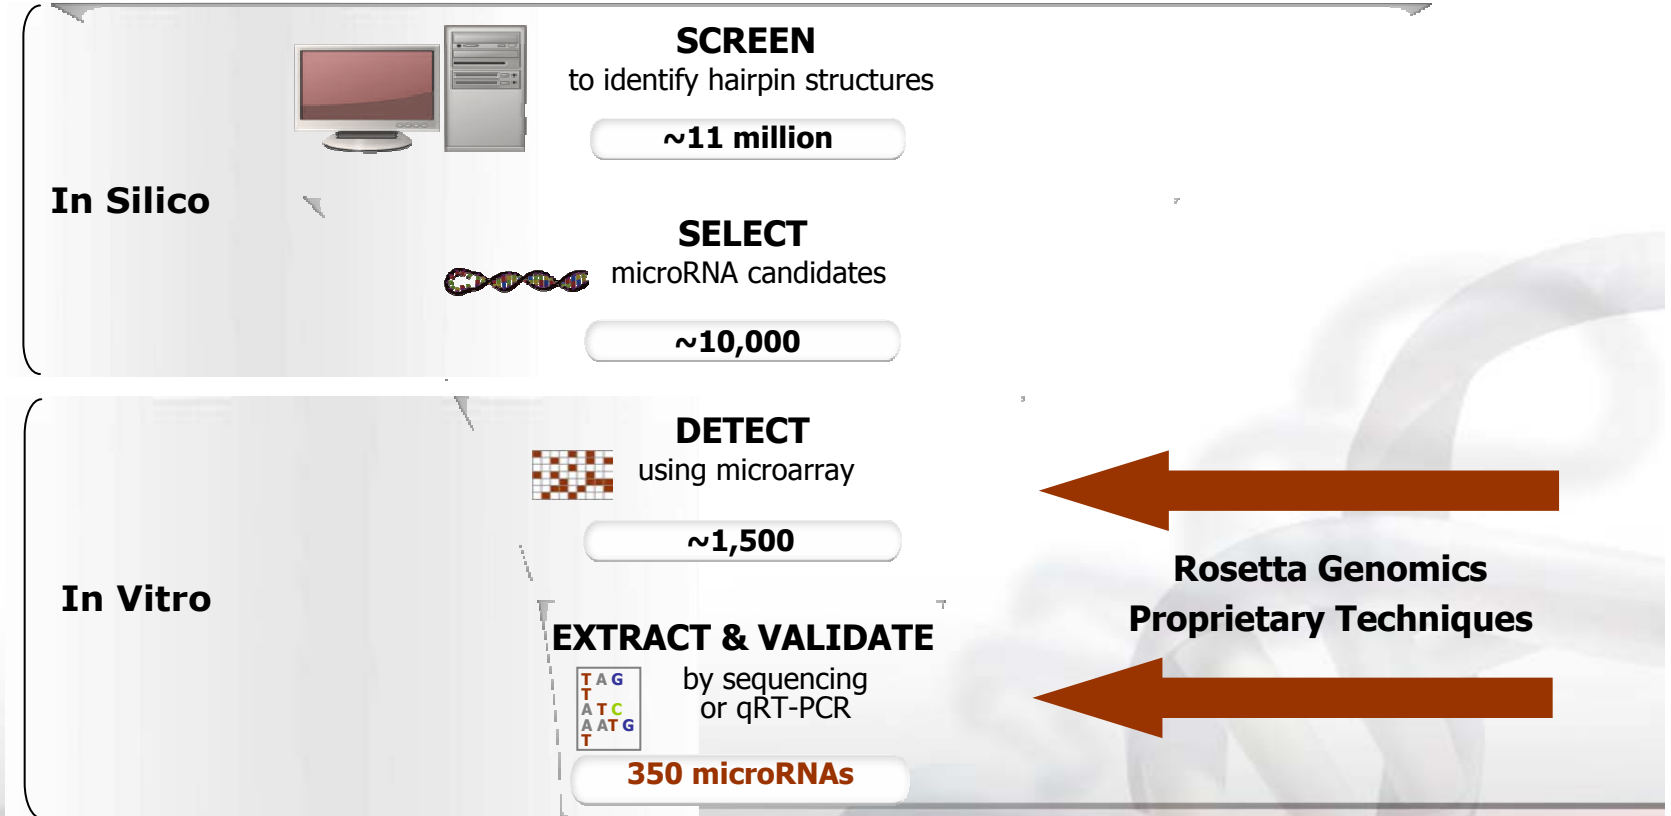 SCREEN
to identify hairpin structures
~11 million
In Silico
SELECT
microRNA candidates
~10,000
DETECT
using microarray
~1,500
In Vitro
Rosetta Genomics
Proprietary Techniques
EXTRACT & VALIDATE
by sequencing
or qRT-PCR
T A G
T
A T C
A A T G
T
350 microRNAs